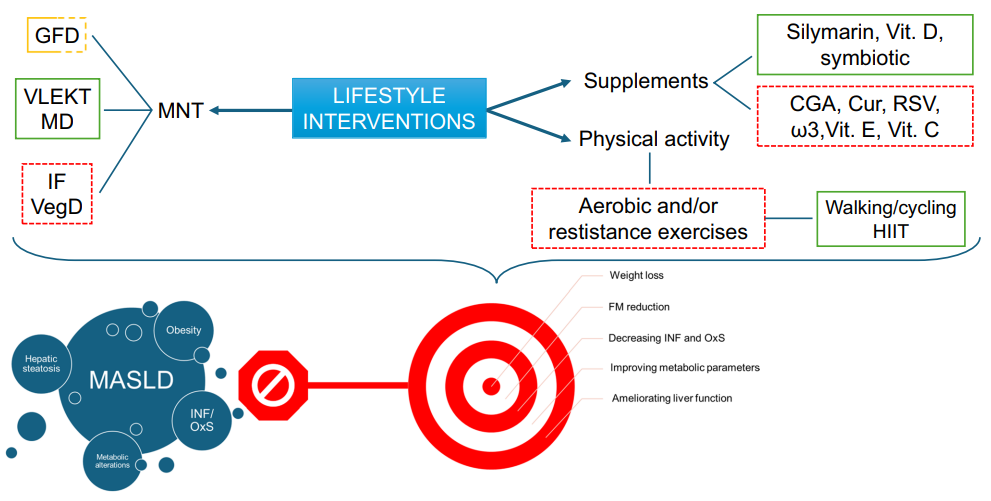 GFD
VLEKT
MD
IF
VegD
MNT
LIFESTYLE
INTERVENTIONS
Supplements
Physical activity
Silymarin, Vit. D,
symbiotic
CGA, Cur, RSV,
ω3,Vit. E, Vit. C
Aerobic and/or
restistance exercises
Walking/cycling
HIIT
Weight loss
FM reduction
Decreasing INF and OxS
Improving metabolic parameters
Ameliorating liver function
Obesity
Hepatic
steatosis
MASLD
INF/
OxS
Metabolic
alterations